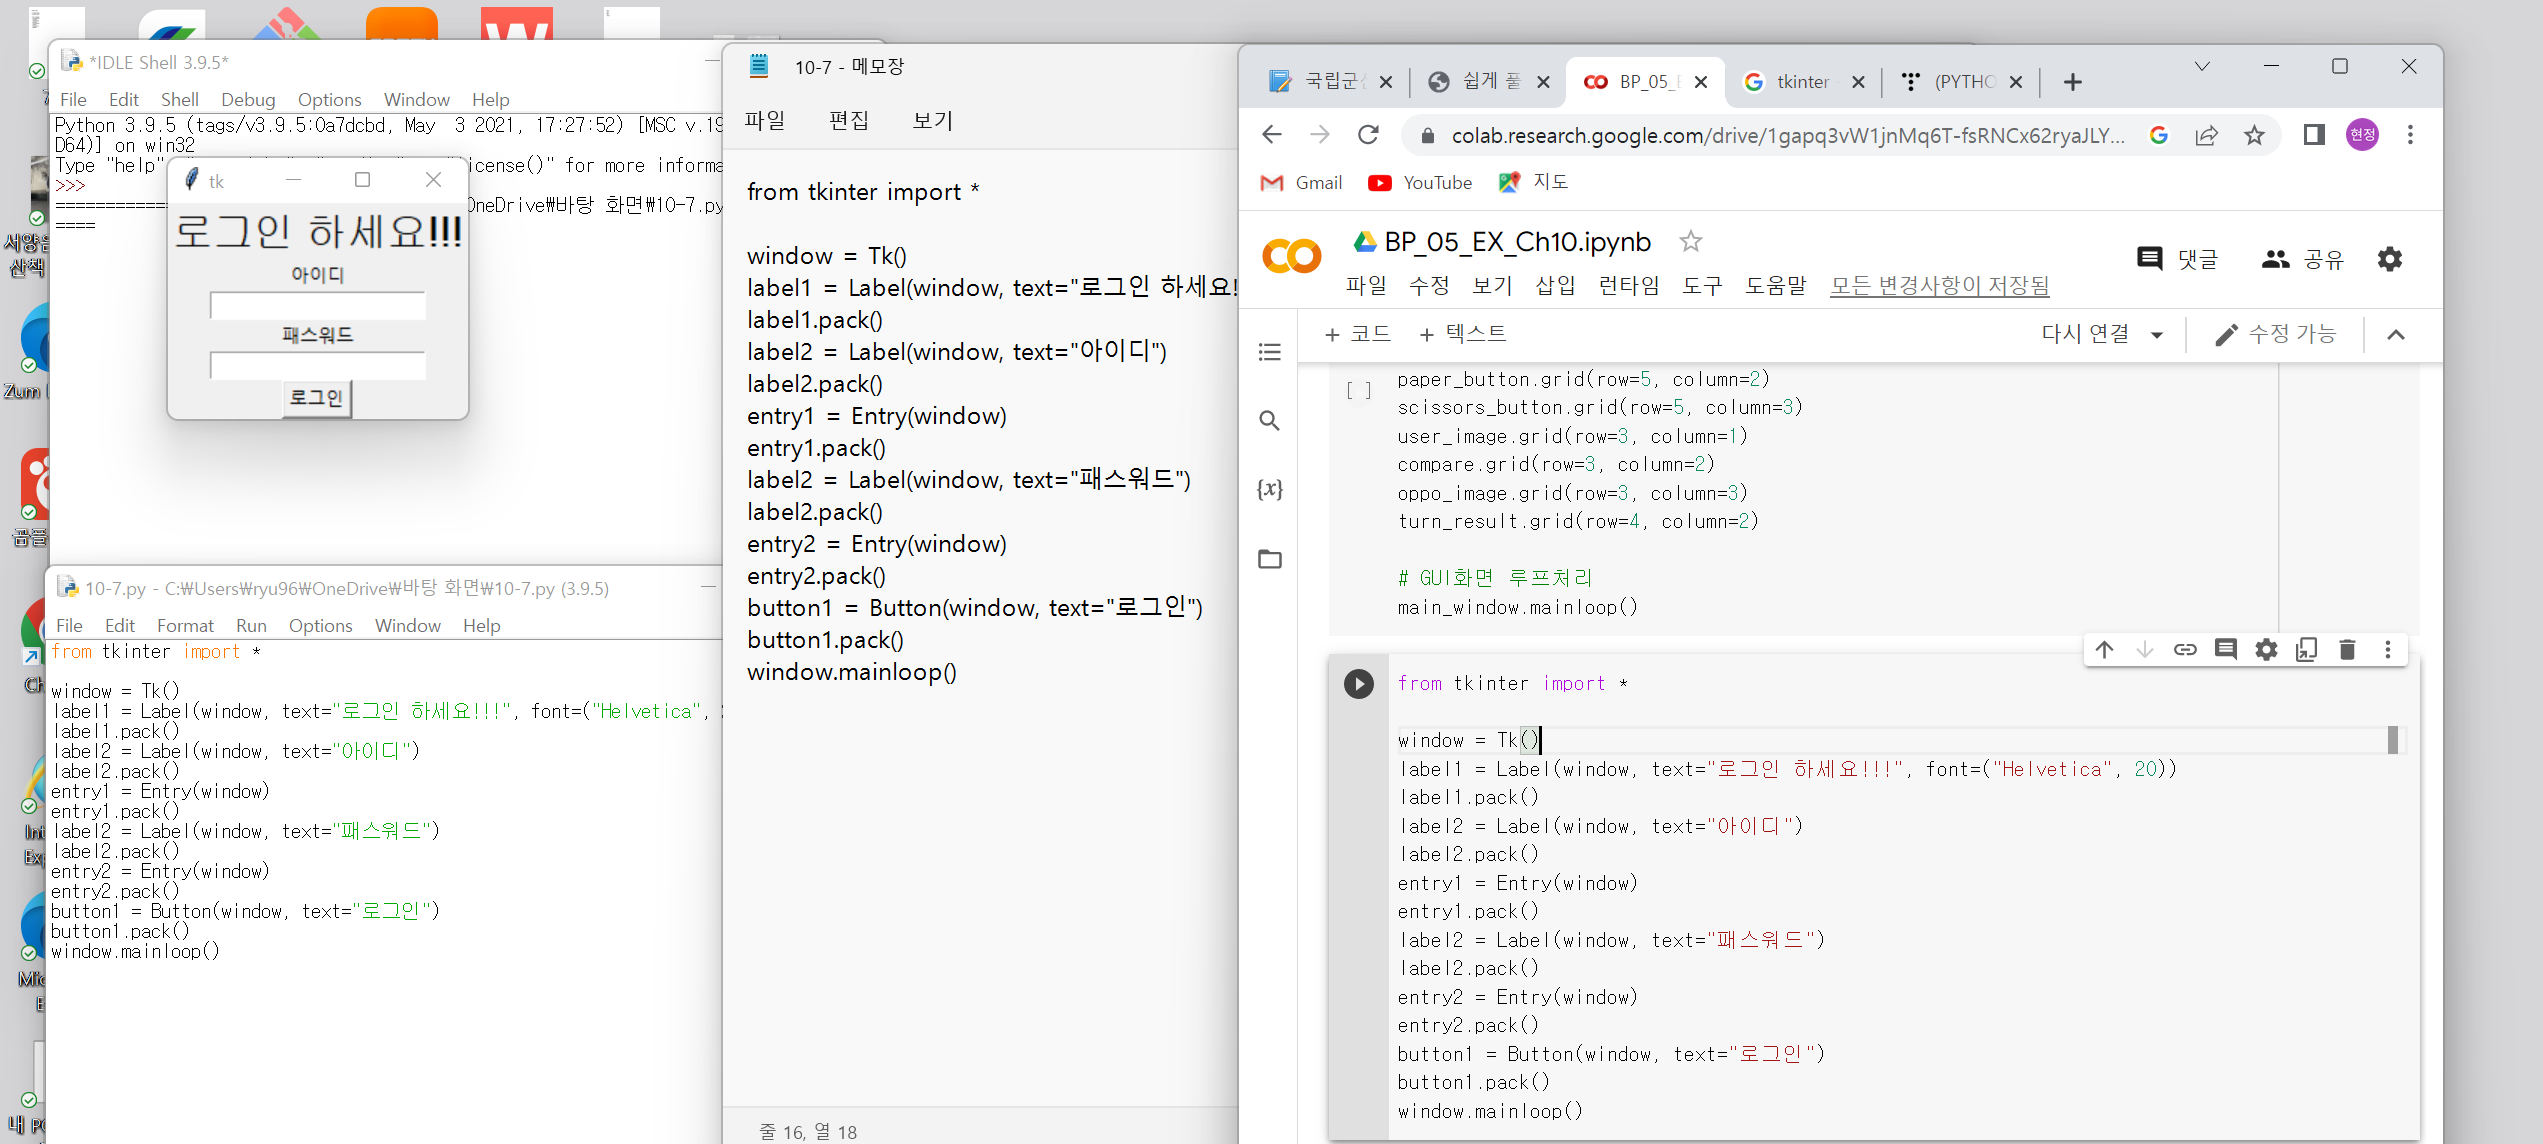 *IDLE Shell 3.9.5*
File Edit Shell Debug Options Window Help
Python 3.9.5 (tags/v3.9.5:0a7dcbd, May  3 2021, 17:27:52) [MSC v.19
D64)] on win32
Type "help" icense()" for more informa
>>>
OneDrive\바탕 화면\10-7.py
====
tk
로그인 하세요!!!
아이디
패스워드
로그인
서양
산책
Zum
곰플
내 PC
10-7.py - C:\Users\ryu96\OneDrive\바탕 화면\10-7.py (3.9.5)
File Edit Format Run Options Window Help
from tkinter import *
window = Tk()
label1 = Label(window, text="로그인 하세요!!!", font=("Helvetica",
label1.pack()
label2 = Label(window, text="아이디")
label2.pack()
entry1 = Entry(window)
entry1.pack()
label2 = Label(window, text="패스워드")
label2.pack()
entry2 = Entry(window)
entry2.pack()
button1 = Button(window, text="로그인")
button1.pack()
window.mainloop()
10-7 - 메모장
파일 편집 보기
from tkinter import *
window = Tk()
label1 = Label(window, text="로그인 하세요!
label1.pack()
label2 = Label(window, text="아이디")
label2.pack()
entry1 = Entry(window)
entry1.pack()
label2 = Label(window, text="패스워드")
label2.pack()
entry2 = Entry(window)
entry2.pack()
button1 = Button(window, text="로그인")
button1.pack()
window.mainloop()
줄 16, 열 18
국립군 쉽게 풀 BP_05_E tkinter (PYTHO
colab.research.google.com/drive/1gapq3vW1jnMq6T-fsRNCx62ryaJLY... 현정
Gmail YouTube 지도
BP_05_EX_Ch10.ipynb
댓글 공유
파일 수정 보기 삽입 런타임 도구 도움말 모든 변경사항이 저장됨
+ 코드 + 텍스트 다시 연결 수정 가능
[ ] paper_button.grid(row=5, column=2)
scissors_button.grid(row=5, column=3)
user_image.grid(row=3, column=1)
compare.grid(row=3, column=2)
oppo_image.grid(row=3, column=3)
turn_result.grid(row=4, column=2)
# GUI화면 루프처리
main_window.mainloop()
from tkinter import *
window = Tk()
label1 = Label(window, text="로그인 하세요!!!", font=("Helvetica", 20))
label1.pack()
label2 = Label(window, text="아이디")
label2.pack()
entry1 = Entry(window)
entry1.pack()
label2 = Label(window, text="패스워드")
label2.pack()
entry2 = Entry(window)
entry2.pack()
button1 = Button(window, text="로그인")
button1.pack()
window.mainloop()